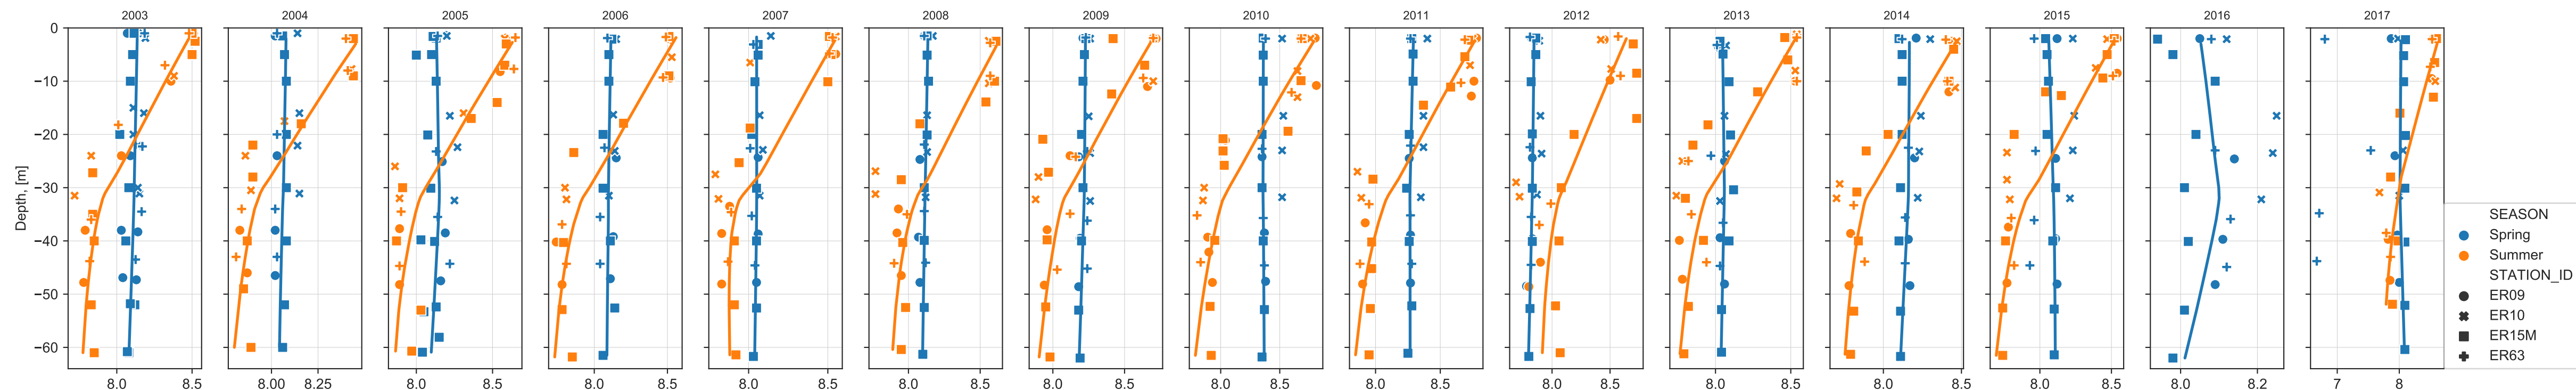 2003 2004 2005 2006 2007 2008 2009 2010 2011 2012 2013 2014 2015 2016 2017
Depth, [m]
0
−10
−20
−30
−40
−50
−60
8.0 8.5 8.00 8.25 8.0 8.5 8.0 8.5 8.0 8.5 8.0 8.5 8.0 8.5 8.0 8.5 8.0 8.5 8.0 8.5 8.0 8.5 8.0 8.5 8.0 8.5 8.0 8.2 7 8
SEASON
Spring
Summer
STATION_ID
ER09
ER10
ER15M
ER63